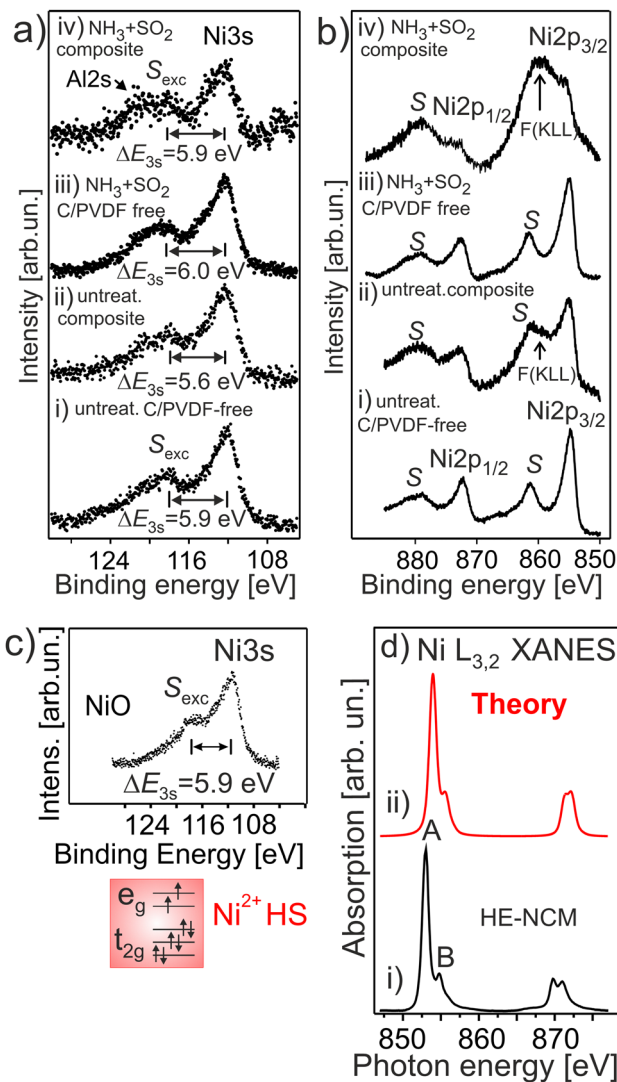 a)
iv) NH3+SO2
composite
Ni3s
Al2s
Sexc
ΔE3s=5.9 eV
iii) NH3+SO2
C/PVDF free
ΔE3s=6.0 eV
ii) untreat.
composite
ΔE3s=5.6 eV
i) untreat. C/PVDF-free
Sexc
ΔE3s=5.9 eV
Intensity [arb.un.]
124 116 108
Binding energy [eV]
b)
iv) NH3+SO2
composite
Ni2p3/2
S
Ni2p1/2
F(KLL)
iii) NH3+SO2
C/PVDF free
S
S
ii)
untreat.composite
S
S
F(KLL)
i) untreat.
C/PVDF-free
Ni2p3/2
Ni2p1/2
S
S
Intensity [arb.un.]
880 870 860 850
Binding energy [eV]
c)
Ni3s
Sexc
NiO
ΔE3s=5.9 eV
Intens. [arb.un.]
124 116 108
Binding Energy [eV]
eg
t2g
Ni2+ HS
d) Ni L3,2 XANES
Theory
ii)
A
HE-NCM
B
i)
Absorption [arb. un.]
850 860 870
Photon energy [eV]